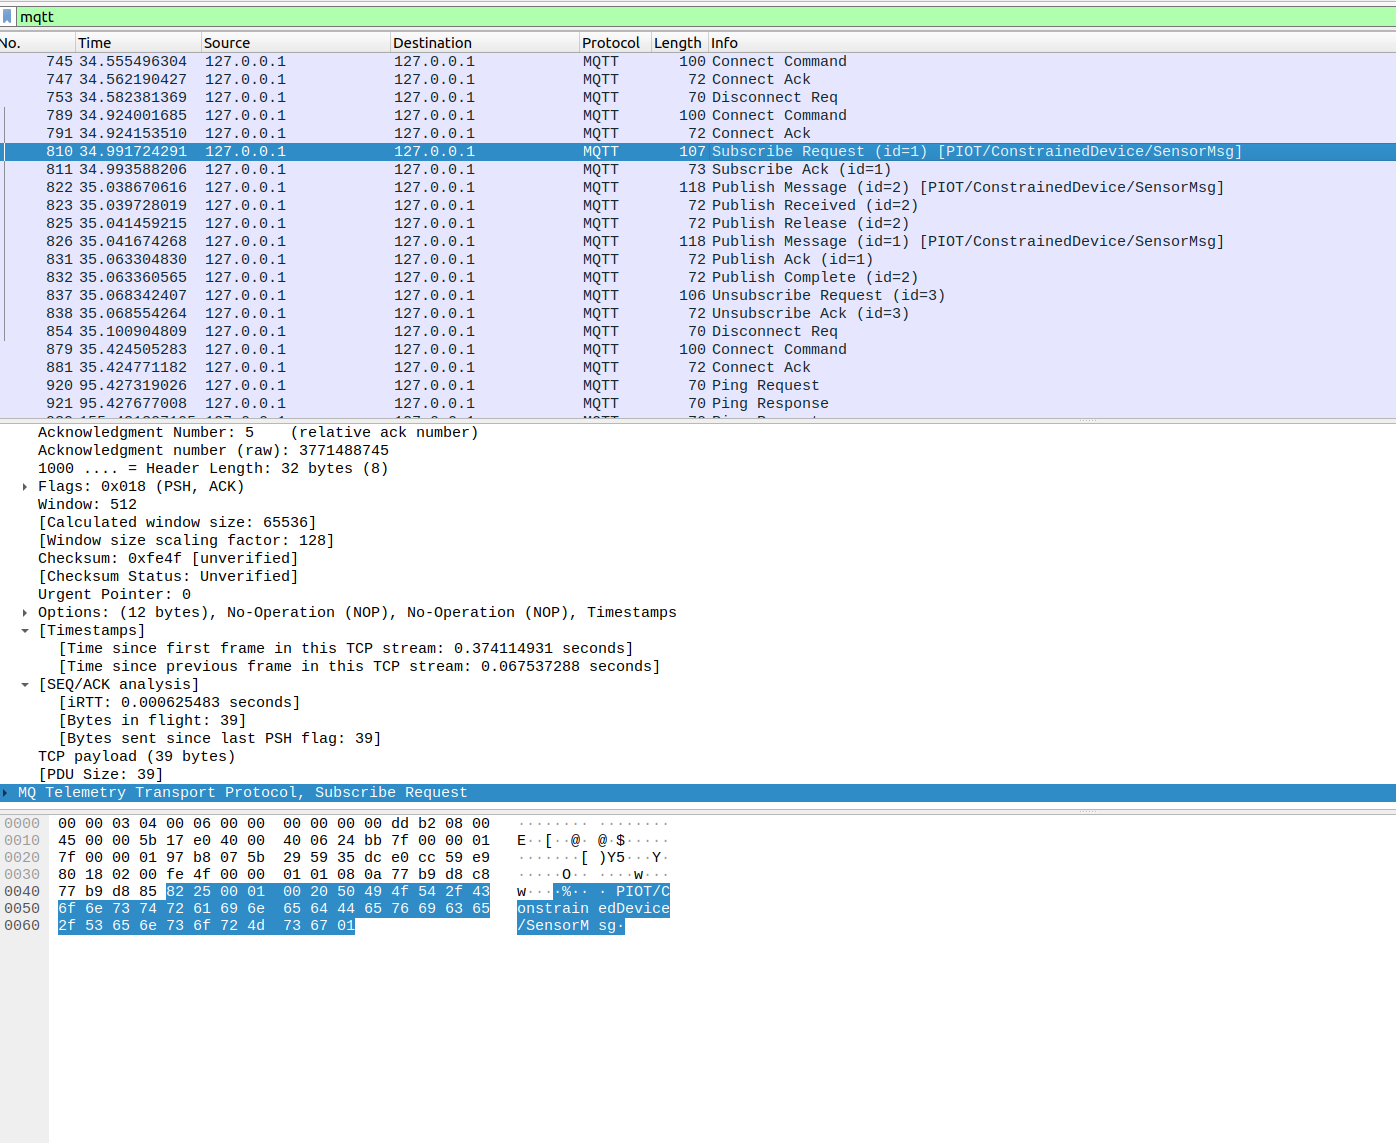 mqtt
No. Time Source Destination Protocol Length Info
745 34.555496304 127.0.0.1 127.0.0.1 MQTT 100 Connect Command
747 34.562190427 127.0.0.1 127.0.0.1 MQTT 72 Connect Ack
753 34.582381369 127.0.0.1 127.0.0.1 MQTT 70 Disconnect Req
789 34.924001685 127.0.0.1 127.0.0.1 MQTT 100 Connect Command
791 34.924153510 127.0.0.1 127.0.0.1 MQTT 72 Connect Ack
810 34.991724291 127.0.0.1 127.0.0.1 MQTT 107 Subscribe Request (id=1) [PIOT/ConstrainedDevice/SensorMsg]
811 34.993588206 127.0.0.1 127.0.0.1 MQTT 73 Subscribe Ack (id=1)
822 35.038670616 127.0.0.1 127.0.0.1 MQTT 118 Publish Message (id=2) [PIOT/ConstrainedDevice/SensorMsg]
823 35.039728019 127.0.0.1 127.0.0.1 MQTT 72 Publish Received (id=2)
825 35.041459215 127.0.0.1 127.0.0.1 MQTT 72 Publish Release (id=2)
826 35.041674268 127.0.0.1 127.0.0.1 MQTT 118 Publish Message (id=1) [PIOT/ConstrainedDevice/SensorMsg]
831 35.063304830 127.0.0.1 127.0.0.1 MQTT 72 Publish Ack (id=1)
832 35.063360565 127.0.0.1 127.0.0.1 MQTT 72 Publish Complete (id=2)
837 35.068342407 127.0.0.1 127.0.0.1 MQTT 106 Unsubscribe Request (id=3)
838 35.068554264 127.0.0.1 127.0.0.1 MQTT 72 Unsubscribe Ack (id=3)
854 35.100904809 127.0.0.1 127.0.0.1 MQTT 70 Disconnect Req
879 35.424505283 127.0.0.1 127.0.0.1 MQTT 100 Connect Command
881 35.424771182 127.0.0.1 127.0.0.1 MQTT 72 Connect Ack
920 95.427319026 127.0.0.1 127.0.0.1 MQTT 70 Ping Request
921 95.427677008 127.0.0.1 127.0.0.1 MQTT 70 Ping Response
Acknowledgment Number: 5 (relative ack number)
Acknowledgment number (raw): 3771488745
1000 .... = Header Length: 32 bytes (8)
Flags: 0x018 (PSH, ACK)
Window: 512
[Calculated window size: 65536]
[Window size scaling factor: 128]
Checksum: 0xfe4f [unverified]
[Checksum Status: Unverified]
Urgent Pointer: 0
Options: (12 bytes), No-Operation (NOP), No-Operation (NOP), Timestamps
[Timestamps]
[Time since first frame in this TCP stream: 0.374114931 seconds]
[Time since previous frame in this TCP stream: 0.067537288 seconds]
[SEQ/ACK analysis]
[iRTT: 0.000625483 seconds]
[Bytes in flight: 39]
[Bytes sent since last PSH flag: 39]
TCP payload (39 bytes)
[PDU Size: 39]
MQ Telemetry Transport Protocol, Subscribe Request
0000 00 00 03 04 00 06 00 00 00 00 00 00 dd b2 08 00 ········ ········
0010 45 00 00 5b 17 e0 40 00 40 06 24 bb 7f 00 00 01 E··[··@· @·$·····
0020 7f 00 00 01 97 b8 07 5b 29 59 35 dc e0 cc 59 e9 ·······[ )Y5···Y·
0030 80 18 02 00 fe 4f 00 00 01 01 08 0a 77 b9 d8 c8 ·····O·· ····w···
0040 77 b9 d8 85 82 25 00 01 00 20 50 49 4f 54 2f 43 w····%·· · PIOT/C
0050 6f 6e 73 74 72 61 69 6e 65 64 44 65 76 69 63 65 onstrain edDevice
0060 2f 53 65 6e 73 6f 72 4d 73 67 01 /SensorM sg·